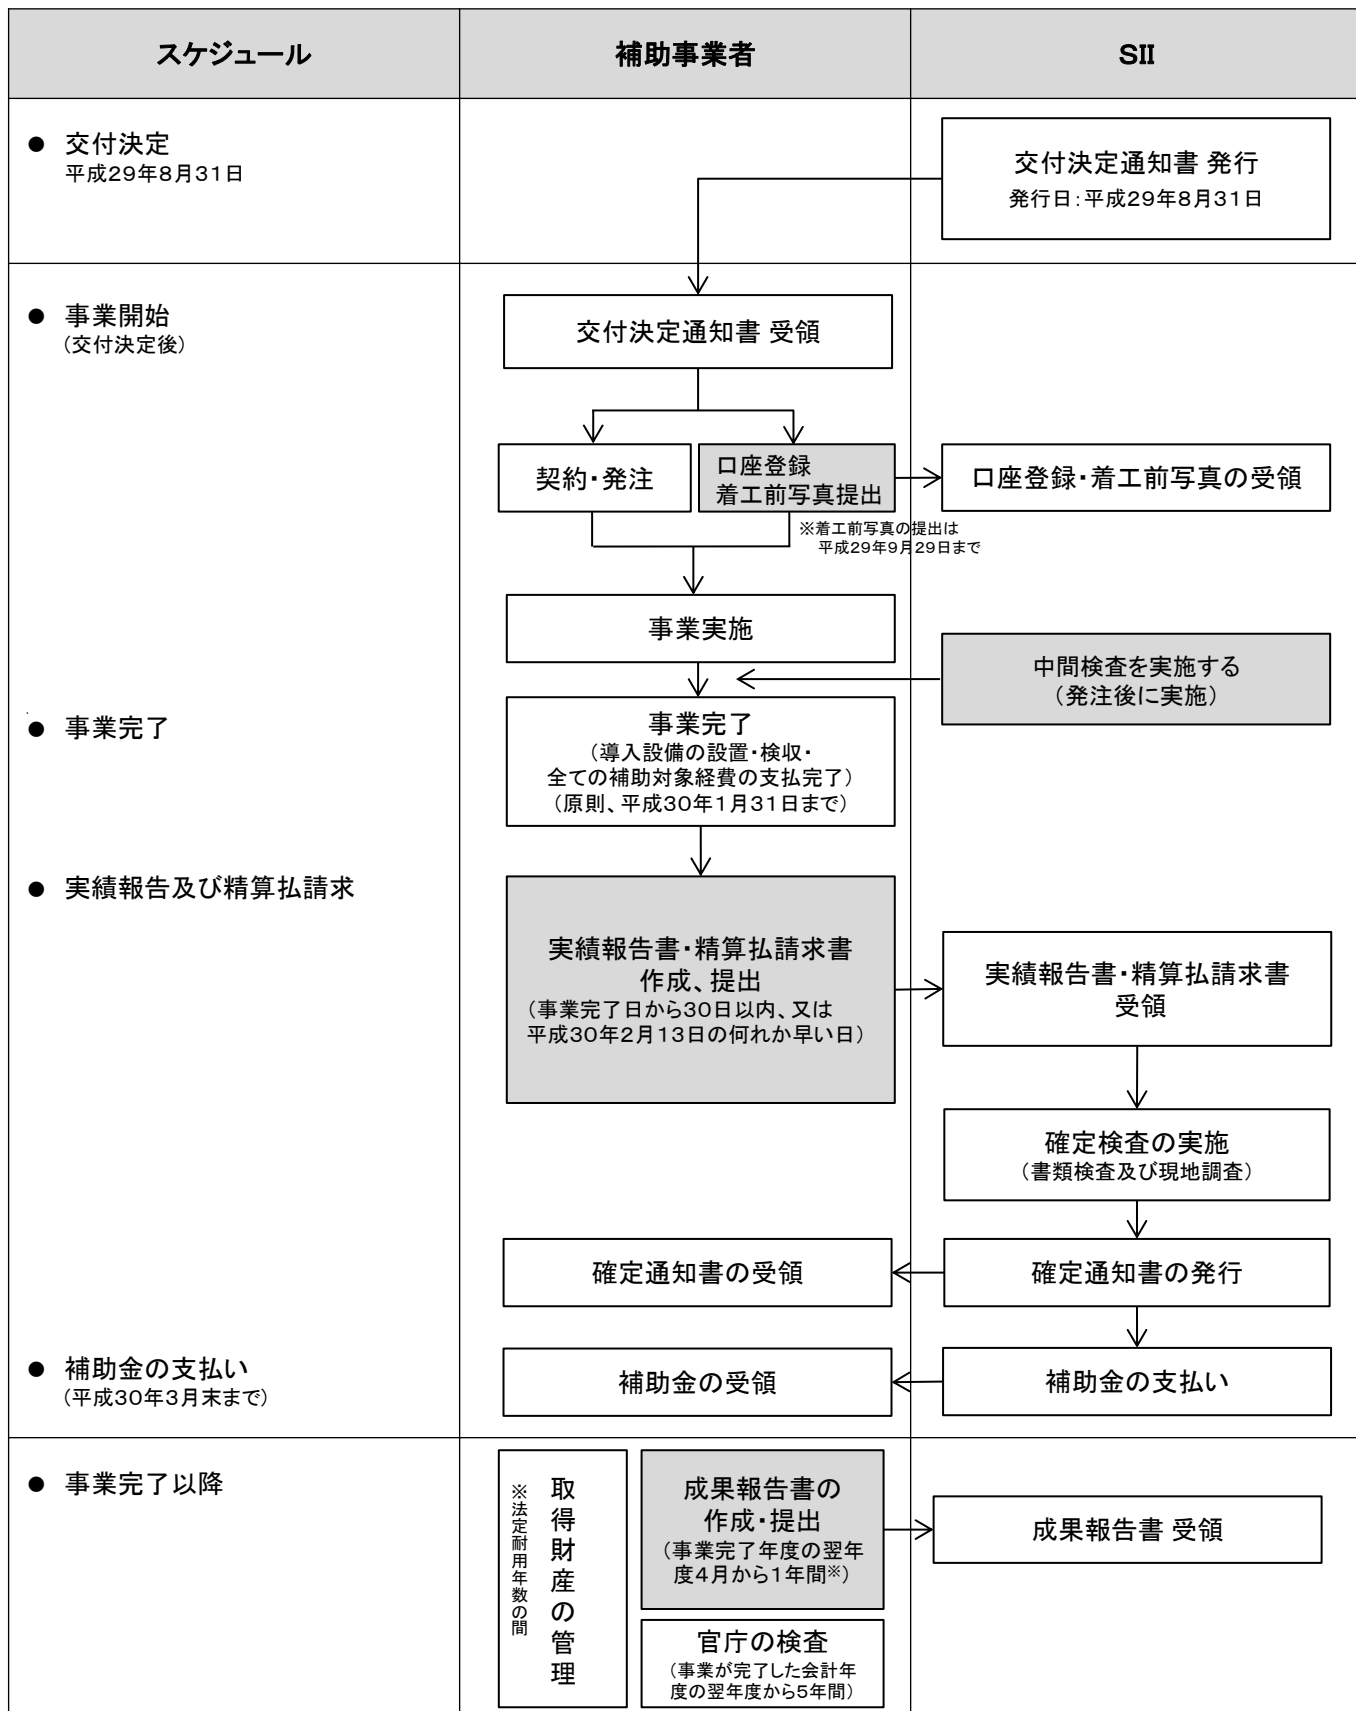 スケジュール
補助事業者
SII
● 交付決定
平成29年8月31日
交付決定通知書 発行
発行日：平成29年8月31日
● 事業開始
(交付決定後)
交付決定通知書 受領
契約・発注
口座登録
着工前写真提出
口座登録・着工前写真の受領
※着工前写真の提出は
平成29年9月29日まで
事業実施
中間検査を実施する
（発注後に実施）
● 事業完了
事業完了
（導入設備の設置・検収・
全ての補助対象経費の支払完了）
（原則、平成30年1月31日まで）
● 実績報告及び精算払請求
実績報告書・精算払請求書
作成、提出
（事業完了日から30日以内、又は
平成30年2月13日の何れか早い日）
実績報告書・精算払請求書
受領
確定検査の実施
（書類検査及び現地調査）
確定通知書の受領
確定通知書の発行
● 補助金の支払い
(平成30年3月末まで)
補助金の受領
補助金の支払い
● 事業完了以降
取得財産の管理
※法定耐用年数の間
成果報告書の
作成・提出
（事業完了年度の翌年
度4月から1年間※）
成果報告書 受領
官庁の検査
（事業が完了した会計年
度の翌年度から5年間）